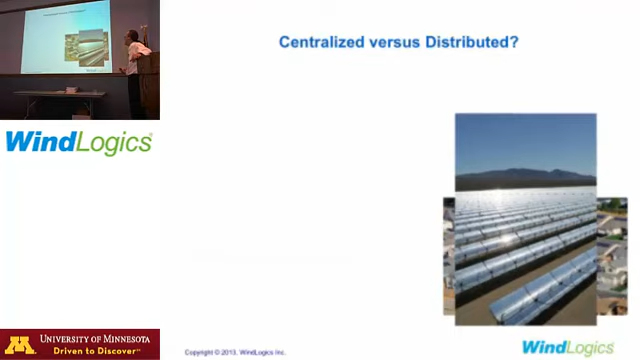 Centralized versus Distributed?
WindLogics
UNIVERSITY OF MINNESOTA
Driven to Discover
Copyright © 2013, WindLogics Inc.
WindLogics